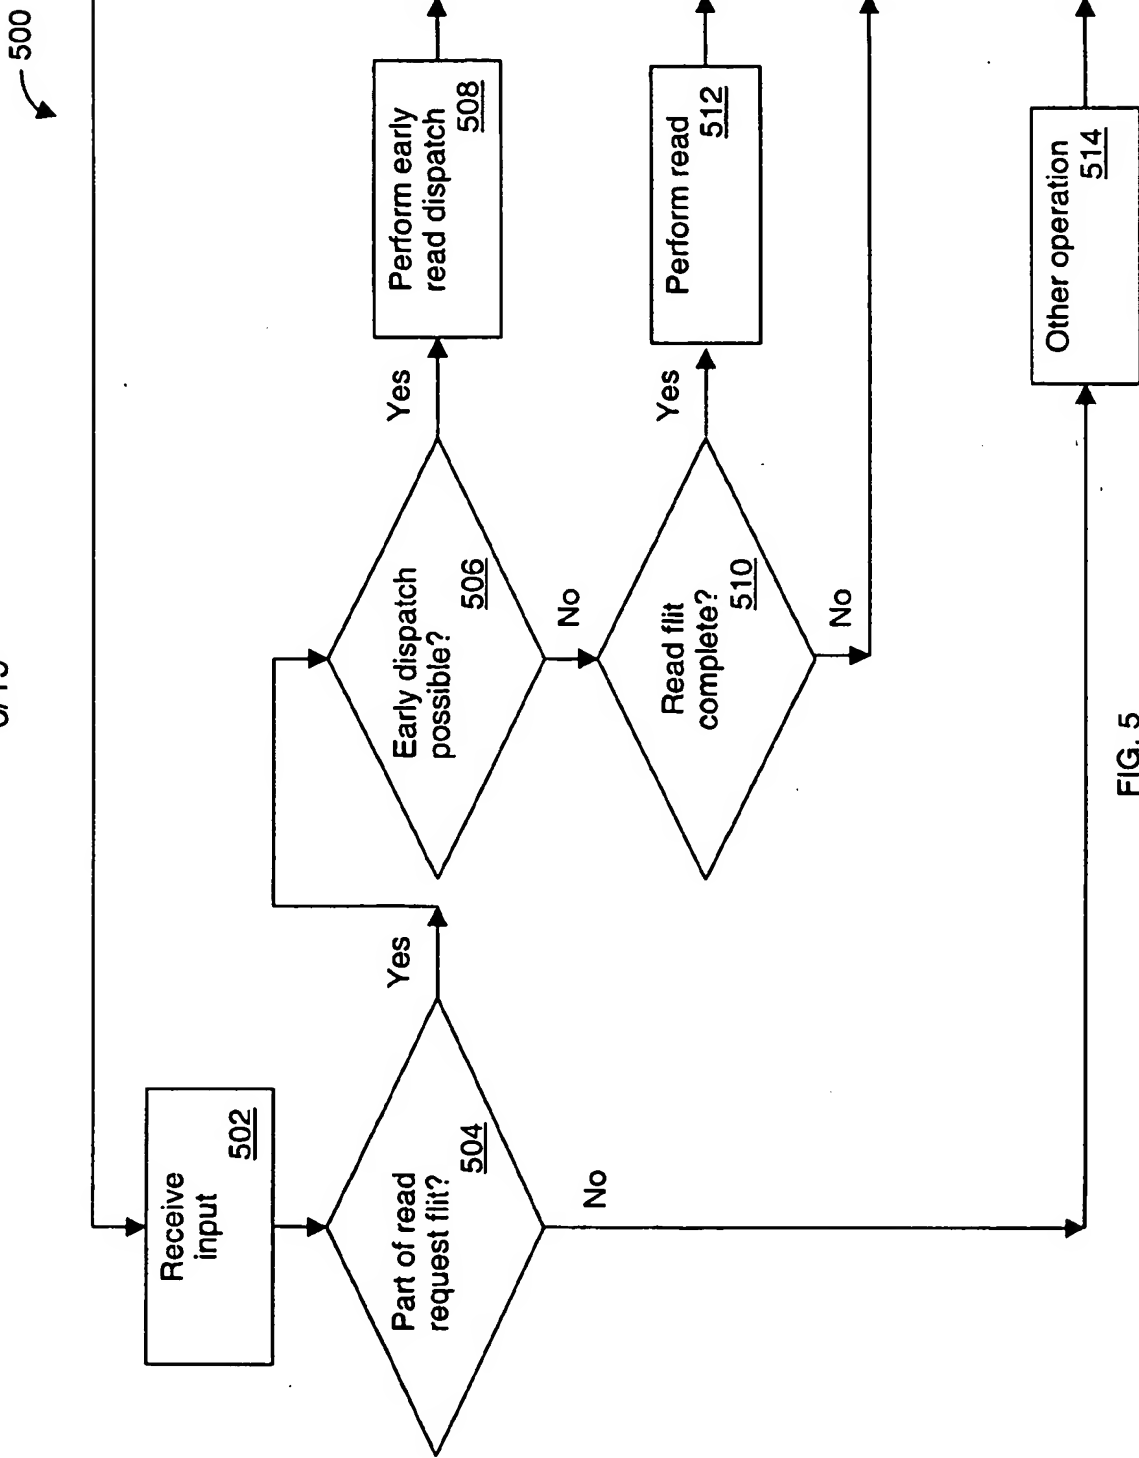 500
Receive
input
502
Part of read
request flit?
504
Yes
No
Early dispatch
possible?
506
Yes
No
Perform early
read dispatch
508
Read flit
complete?
510
Yes
No
Perform read
512
Other operation
514
FIG. 5